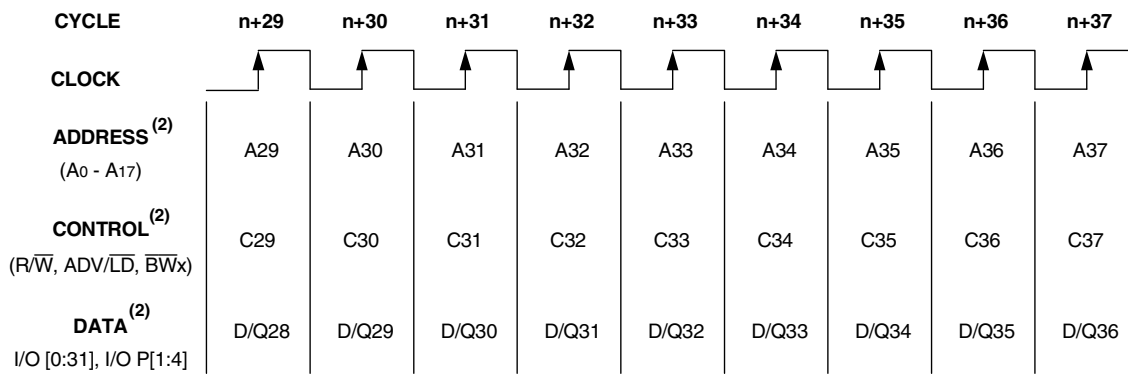 CYCLE n+29 n+30 n+31 n+32 n+33 n+34 n+35 n+36 n+37
CLOCK
ADDRESS(2)
(A0 - A17) A29 A30 A31 A32 A33 A34 A35 A36 A37
CONTROL(2)
(R/W̅, ADV/L̅D̅, B̅W̅x) C29 C30 C31 C32 C33 C34 C35 C36 C37
DATA(2)
I/O [0:31], I/O P[1:4] D/Q28 D/Q29 D/Q30 D/Q31 D/Q32 D/Q33 D/Q34 D/Q35 D/Q36